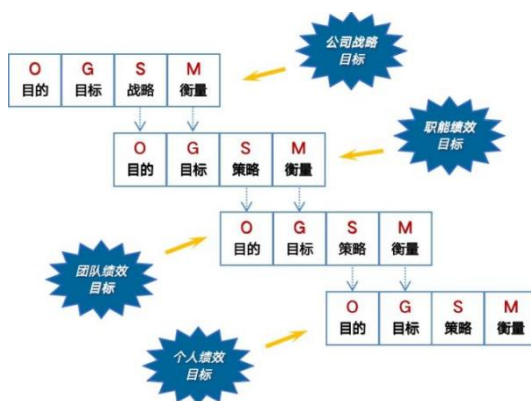 公司战略
目标
O G S M
目的 目标 战略 衡量
职能绩效
目标
O G S M
目的 目标 策略 衡量
O G S M
目的 目标 策略 衡量
团队绩效
目标
O G S M
目的 目标 策略 衡量
个人绩效
目标